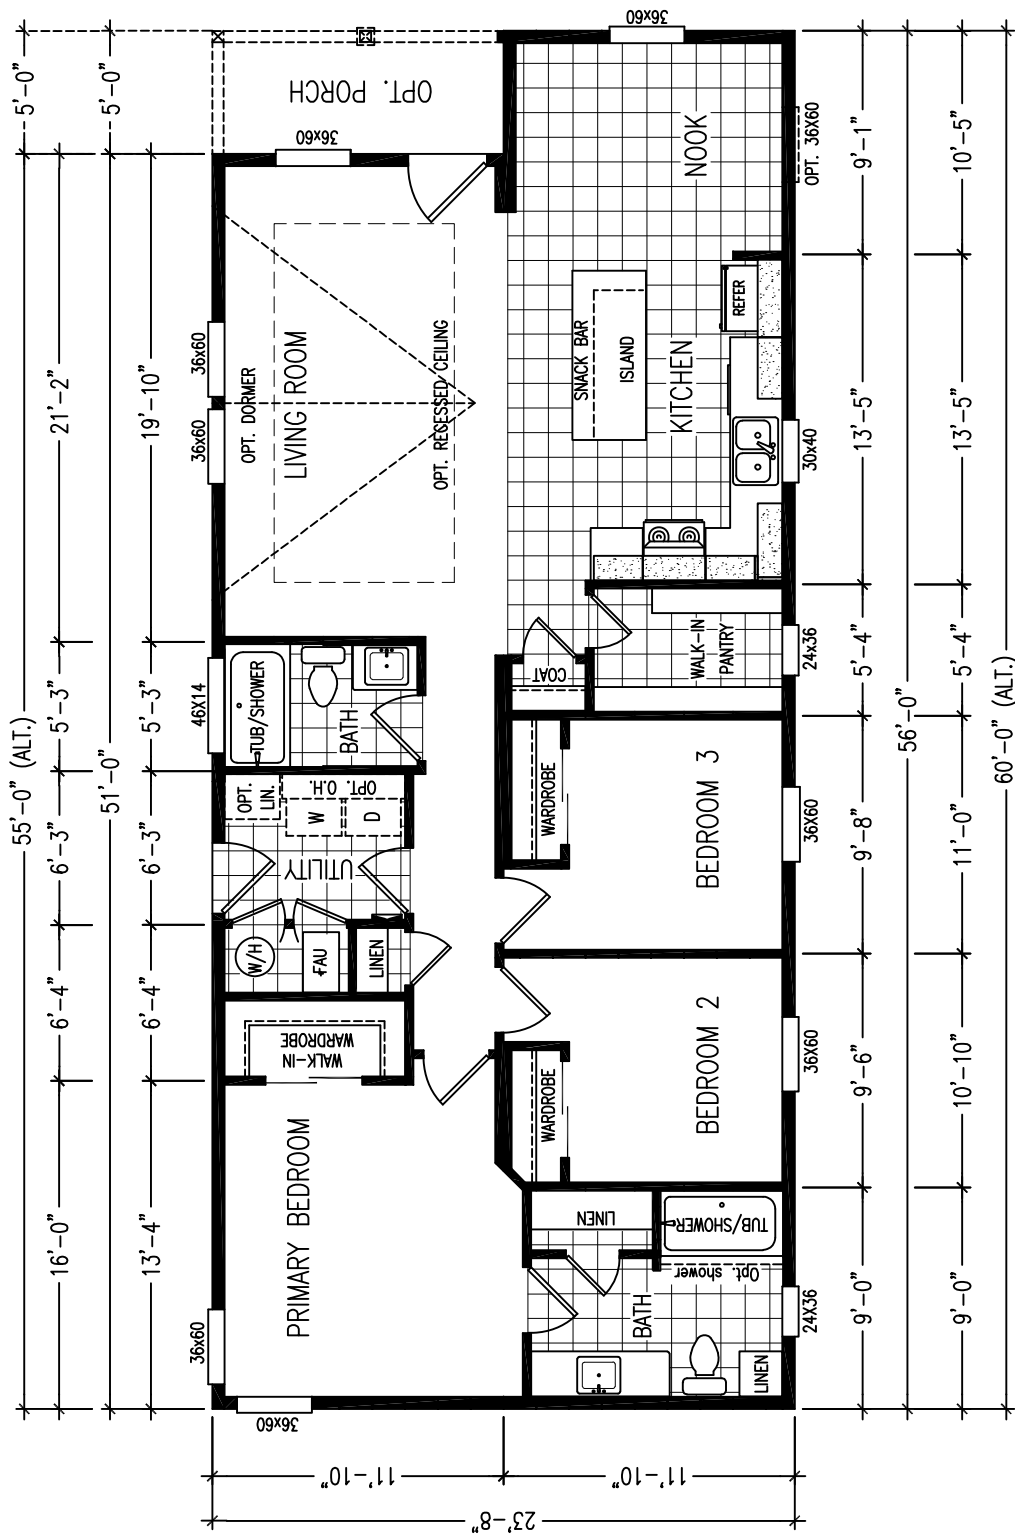 55'-0" (ALT.)
5'-0"
16'-0"
6'-4"
6'-3"
5'-3"
21'-2"
51'-0"
5'-0"
13'-4"
6'-4"
6'-3"
5'-3"
19'-10"
36x60
46X14
36x60
36x60
36x60
PRIMARY BEDROOM
WALK-IN
WARDROBE
W/H
FAU
LINEN
UTILITY
OPT.
LIN.
W
D
OPT. O.H.
TUB/SHOWER
BATH
OPT. DORMER
LIVING ROOM
OPT. RECESSED CEILING
36x60
OPT. PORCH
36x60
BATH
LINEN
LINEN
TUB/SHOWER
Opt. shower
WARDROBE
BEDROOM 2
WARDROBE
BEDROOM 3
COAT
WALK-IN
PANTRY
SNACK BAR
ISLAND
KITCHEN
REFER
NOOK
24X36
36X60
36X60
24x36
30x40
OPT. 36X60
9'-0"
9'-6"
9'-8"
5'-4"
13'-5"
9'-1"
56'-0"
9'-0"
10'-10"
11'-0"
5'-4"
13'-5"
10'-5"
60'-0" (ALT.)
11'-10"
11'-10"
23'-8"